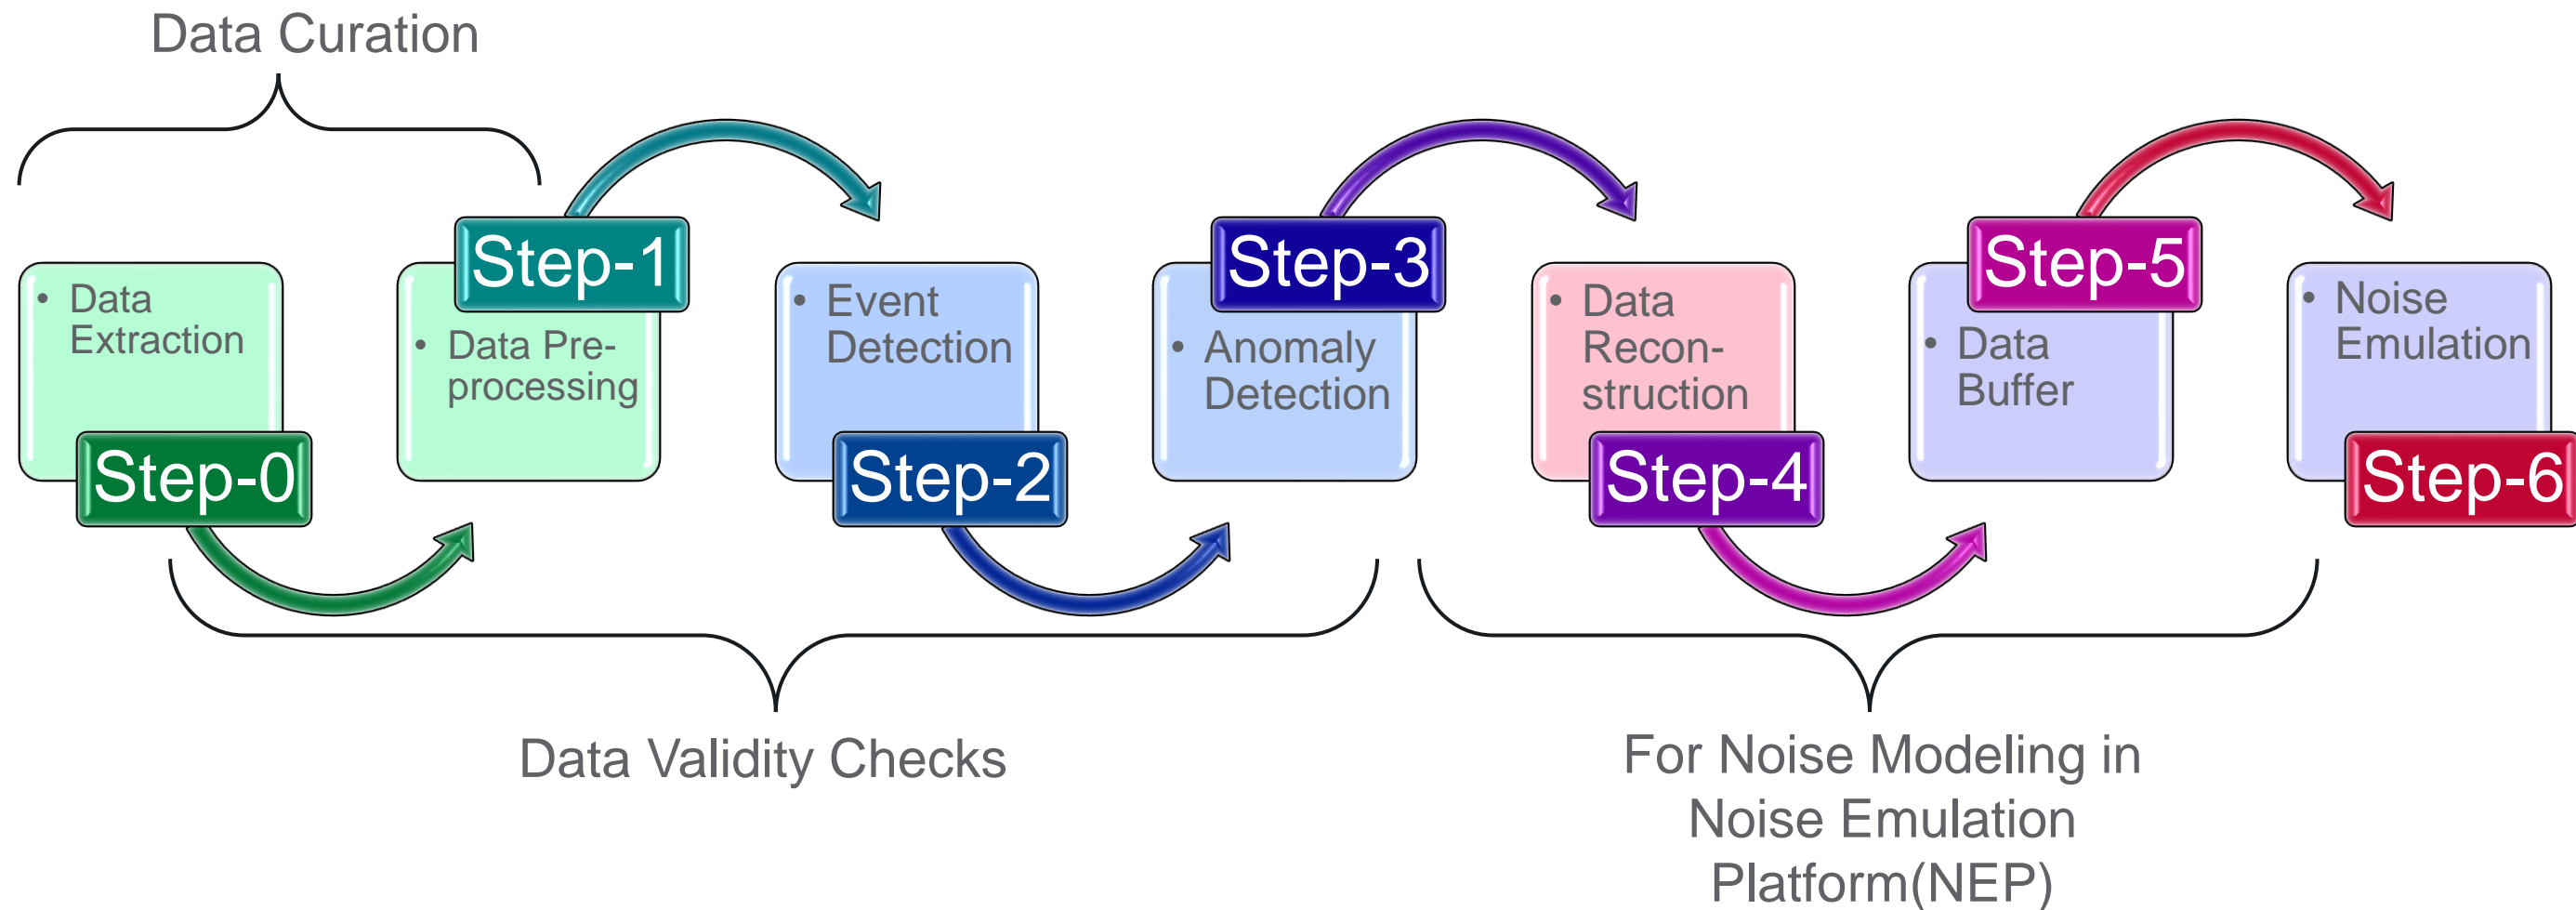 Data Curation
Step-1
Step-3
Step-5
• Data
Extraction
• Data Pre-
processing
• Event
Detection
• Anomaly
Detection
• Data
Recon-
struction
• Data
Buffer
• Noise
Emulation
Step-0
Step-2
Step-4
Step-6
Data Validity Checks
For Noise Modeling in
Noise Emulation
Platform(NEP)